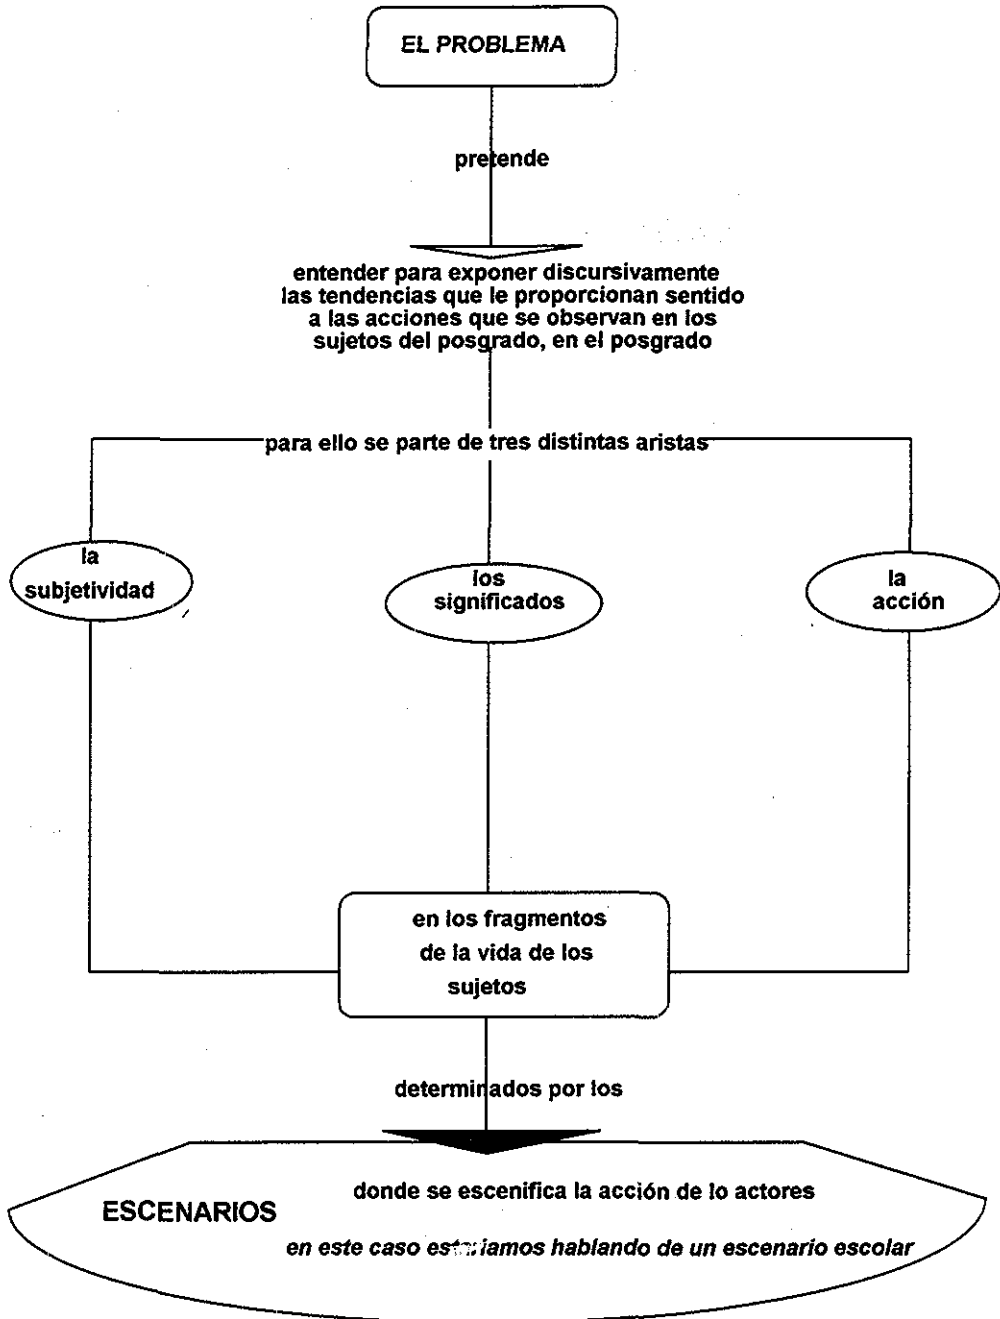 EL PROBLEMA
pretende
entender para exponer discursivamente
las tendencias que le proporcionan sentido
a las acciones que se observan en los
sujetos del posgrado, en el posgrado
para ello se parte de tres distintas aristas
la
subjetividad
los
significados
la
acción
en los fragmentos
de la vida de los
sujetos
determinados por los
ESCENARIOS
donde se escenifica la acción de lo actores
en este caso estaríamos hablando de un escenario escolar